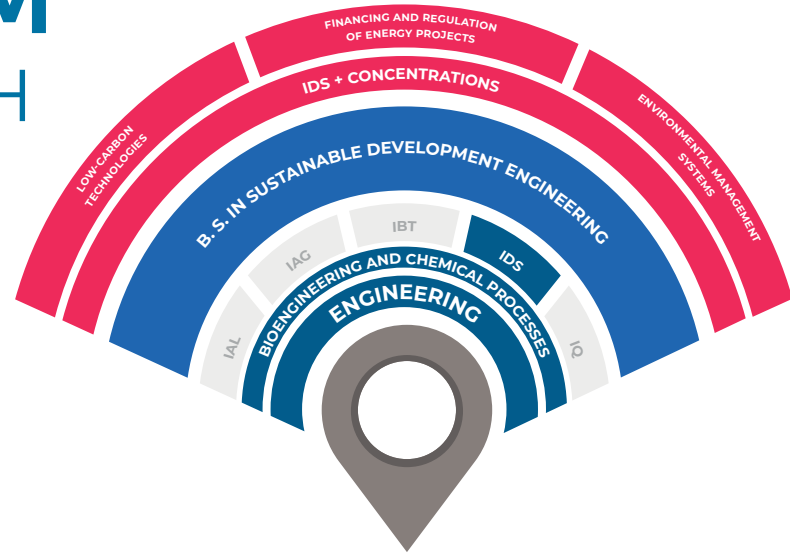 M
H
FINANCING AND REGULATION
OF ENERGY PROJECTS
IDS + CONCENTRATIONS
LOW-CARBON
TECHNOLOGIES
ENVIRONMENTAL MANAGEMENT
SYSTEMS
B. S. IN SUSTAINABLE DEVELOPMENT ENGINEERING
IAL
IAG
IBT
IDS
IQ
BIOENGINEERING AND CHEMICAL PROCESSES
ENGINEERING